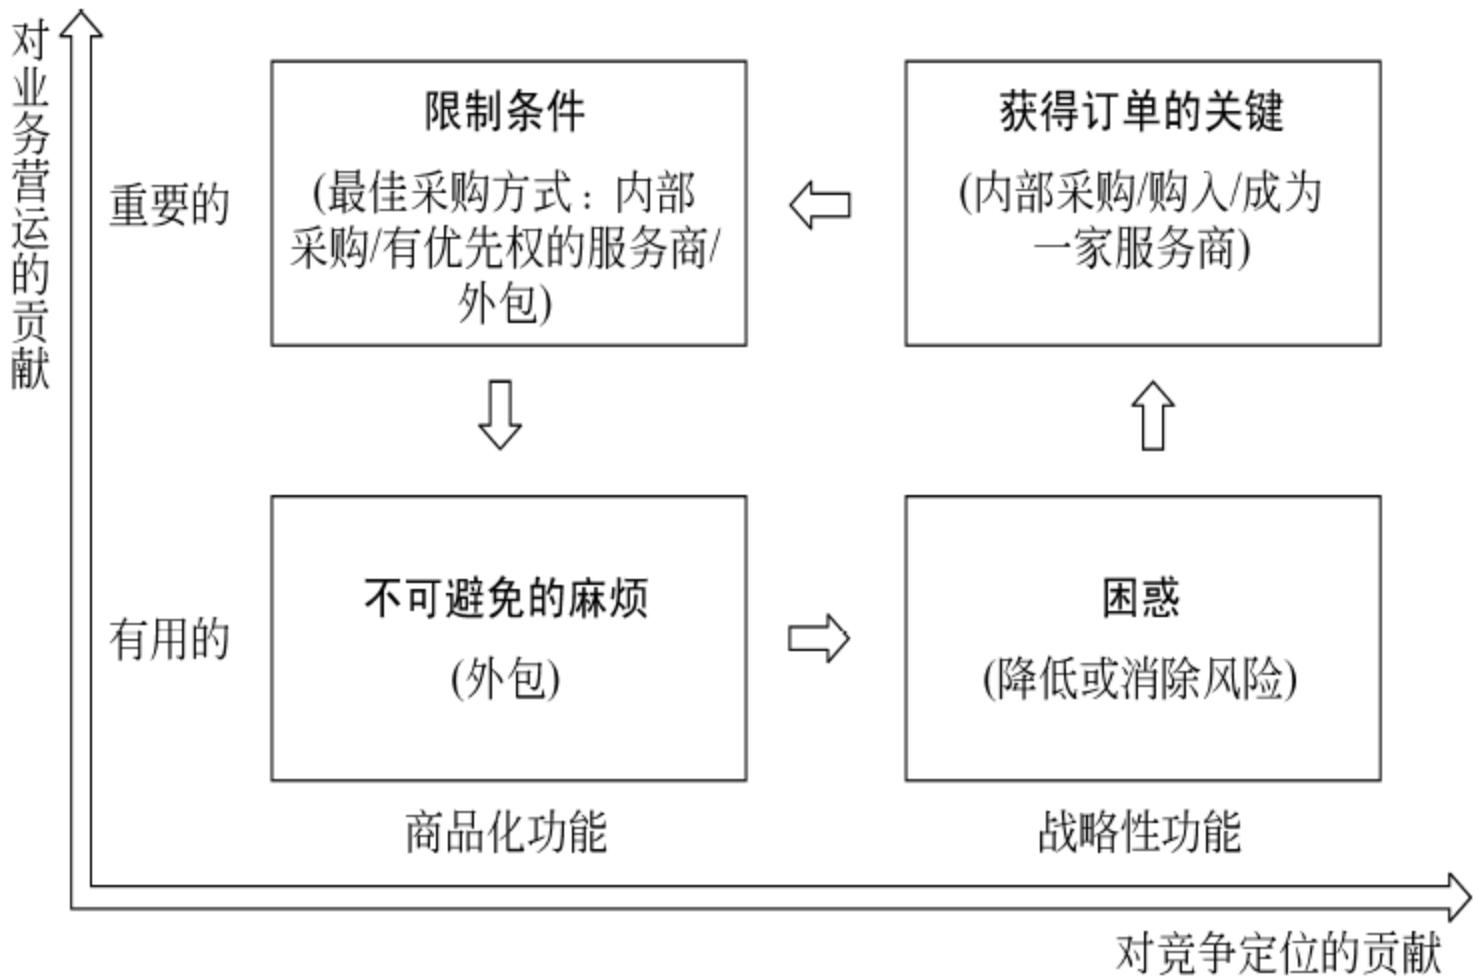 对业务营运的贡献
重要的
限制条件
(最佳采购方式：内部
采购/有优先权的服务商/
外包)
获得订单的关键
(内部采购/购入/成为
一家服务商)
有用的
不可避免的麻烦
(外包)
困惑
(降低或消除风险)
商品化功能
战略性功能
对竞争定位的贡献